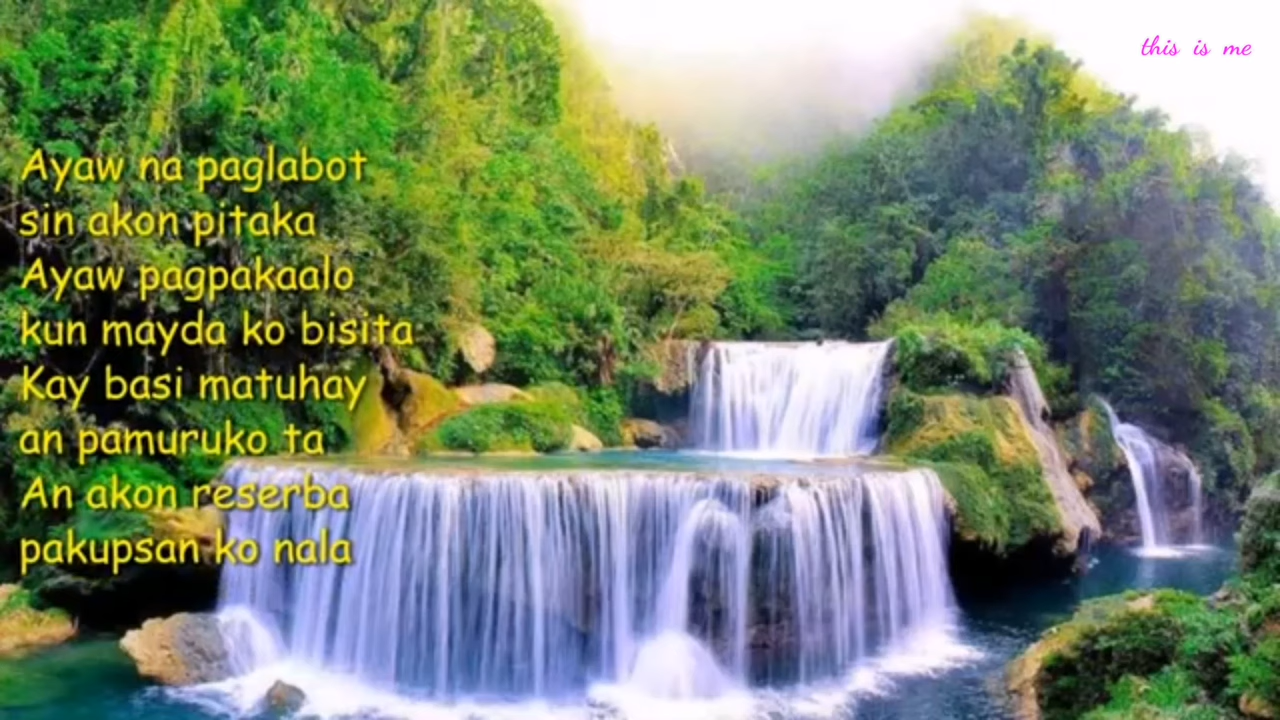 this is me
Ayaw na paglabot
sin akon pitaka
Ayaw pagpakaalo
kun mayda ko bisita
Kay basi matuhay
an pamuruko ta
An akon reserba
pakupsan ko nala